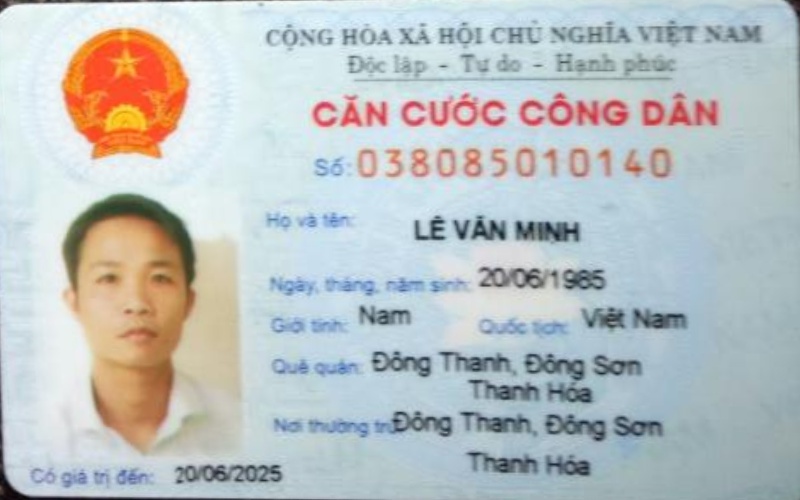 CỘNG HÒA XÃ HỘI CHỦ NGHĨA VIỆT NAM
Độc lập - Tự do - Hạnh phúc
CĂN CƯỚC CÔNG DÂN
Số: 038085010140
Họ và tên: LÊ VĂN MINH
Ngày, tháng, năm sinh: 20/06/1985
Giới tính: Nam Quốc tịch: Việt Nam
Quê quán: Đông Thanh, Đông Sơn
Thanh Hóa
Nơi thường trú: Đông Thanh, Đông Sơn
Thanh Hóa
Có giá trị đến: 20/06/2025